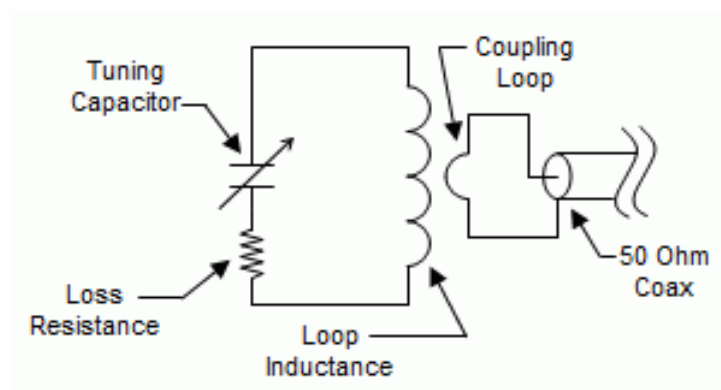 Tuning
Capacitor
Coupling
Loop
Loss
Resistance
Loop
Inductance
50 Ohm
Coax